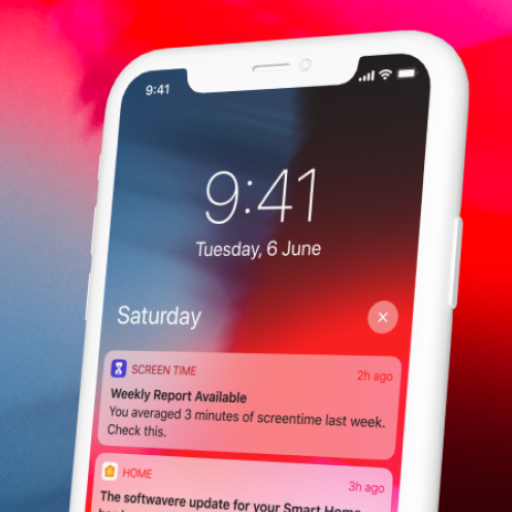 9:41
9:41
Tuesday, 6 June
Saturday
SCREEN TIME
2h ago
Weekly Report Available
You averaged 3 minutes of screentime last week.
Check this.
HOME
3h ago
The softwavere update for your Smart Home